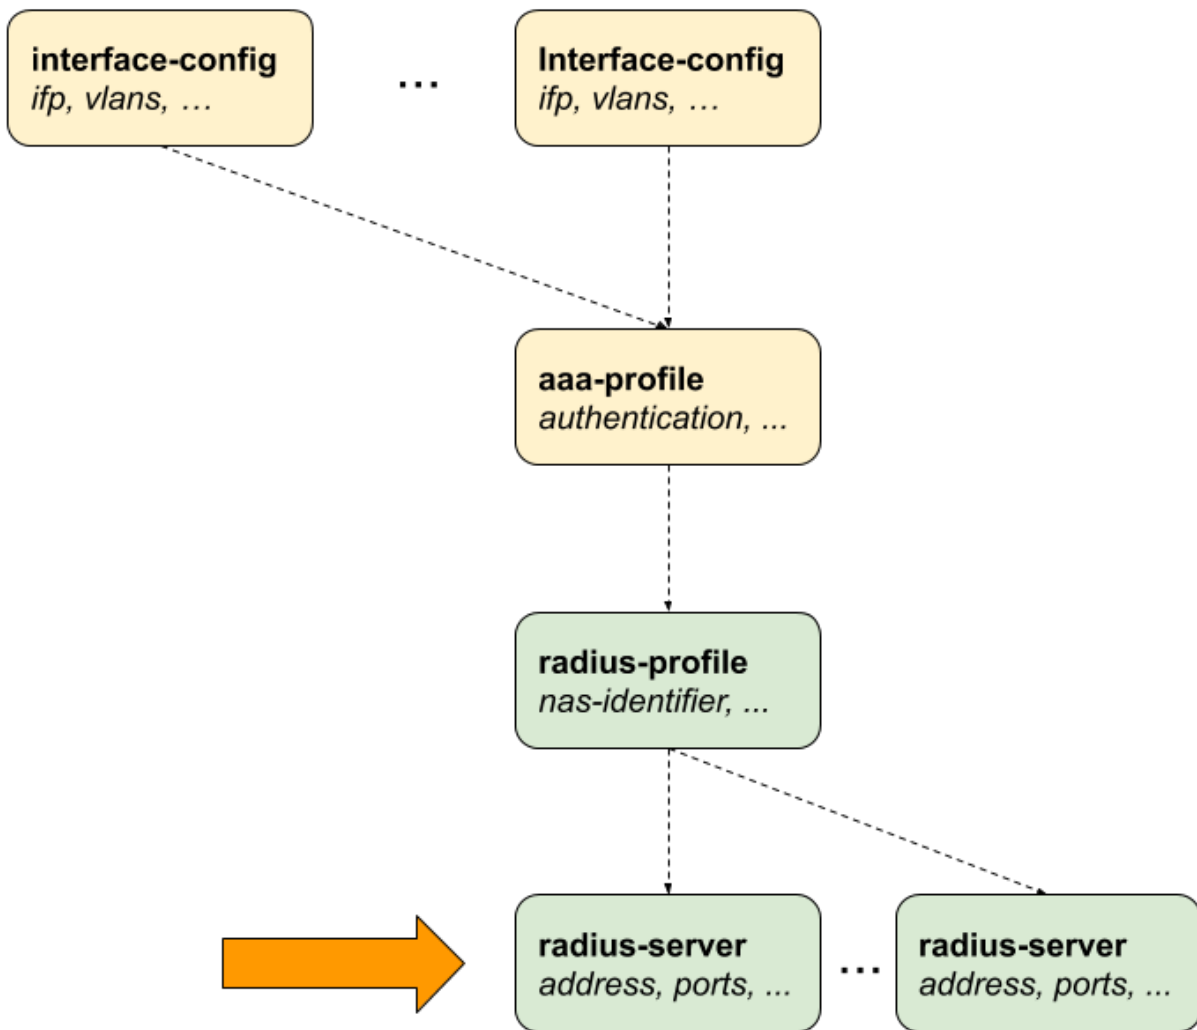 interface-config
ifp, vlans, …
...
Interface-config
ifp, vlans, …
aaa-profile
authentication, ...
radius-profile
nas-identifier, ...
radius-server
address, ports, ...
...
radius-server
address, ports, ...